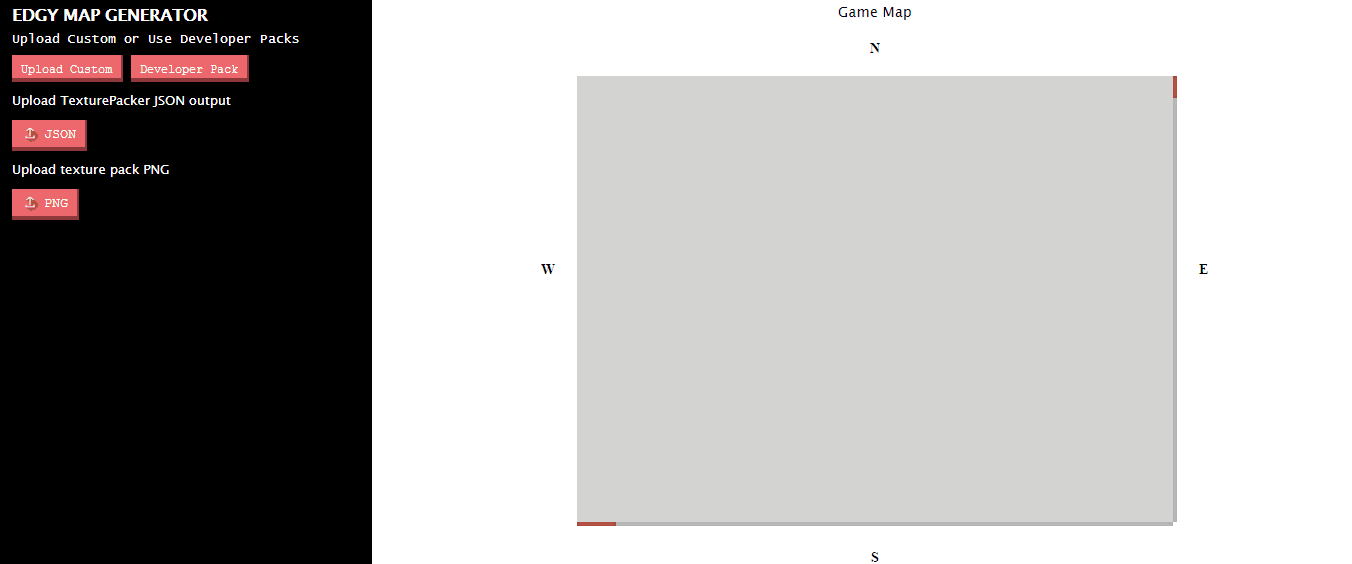 EDGY MAP GENERATOR
Upload Custom or Use Developer Packs
Upload Custom
Developer Pack
Upload TexturePacker JSON output
JSON
Upload texture pack PNG
PNG
Game Map
N
W
E
S